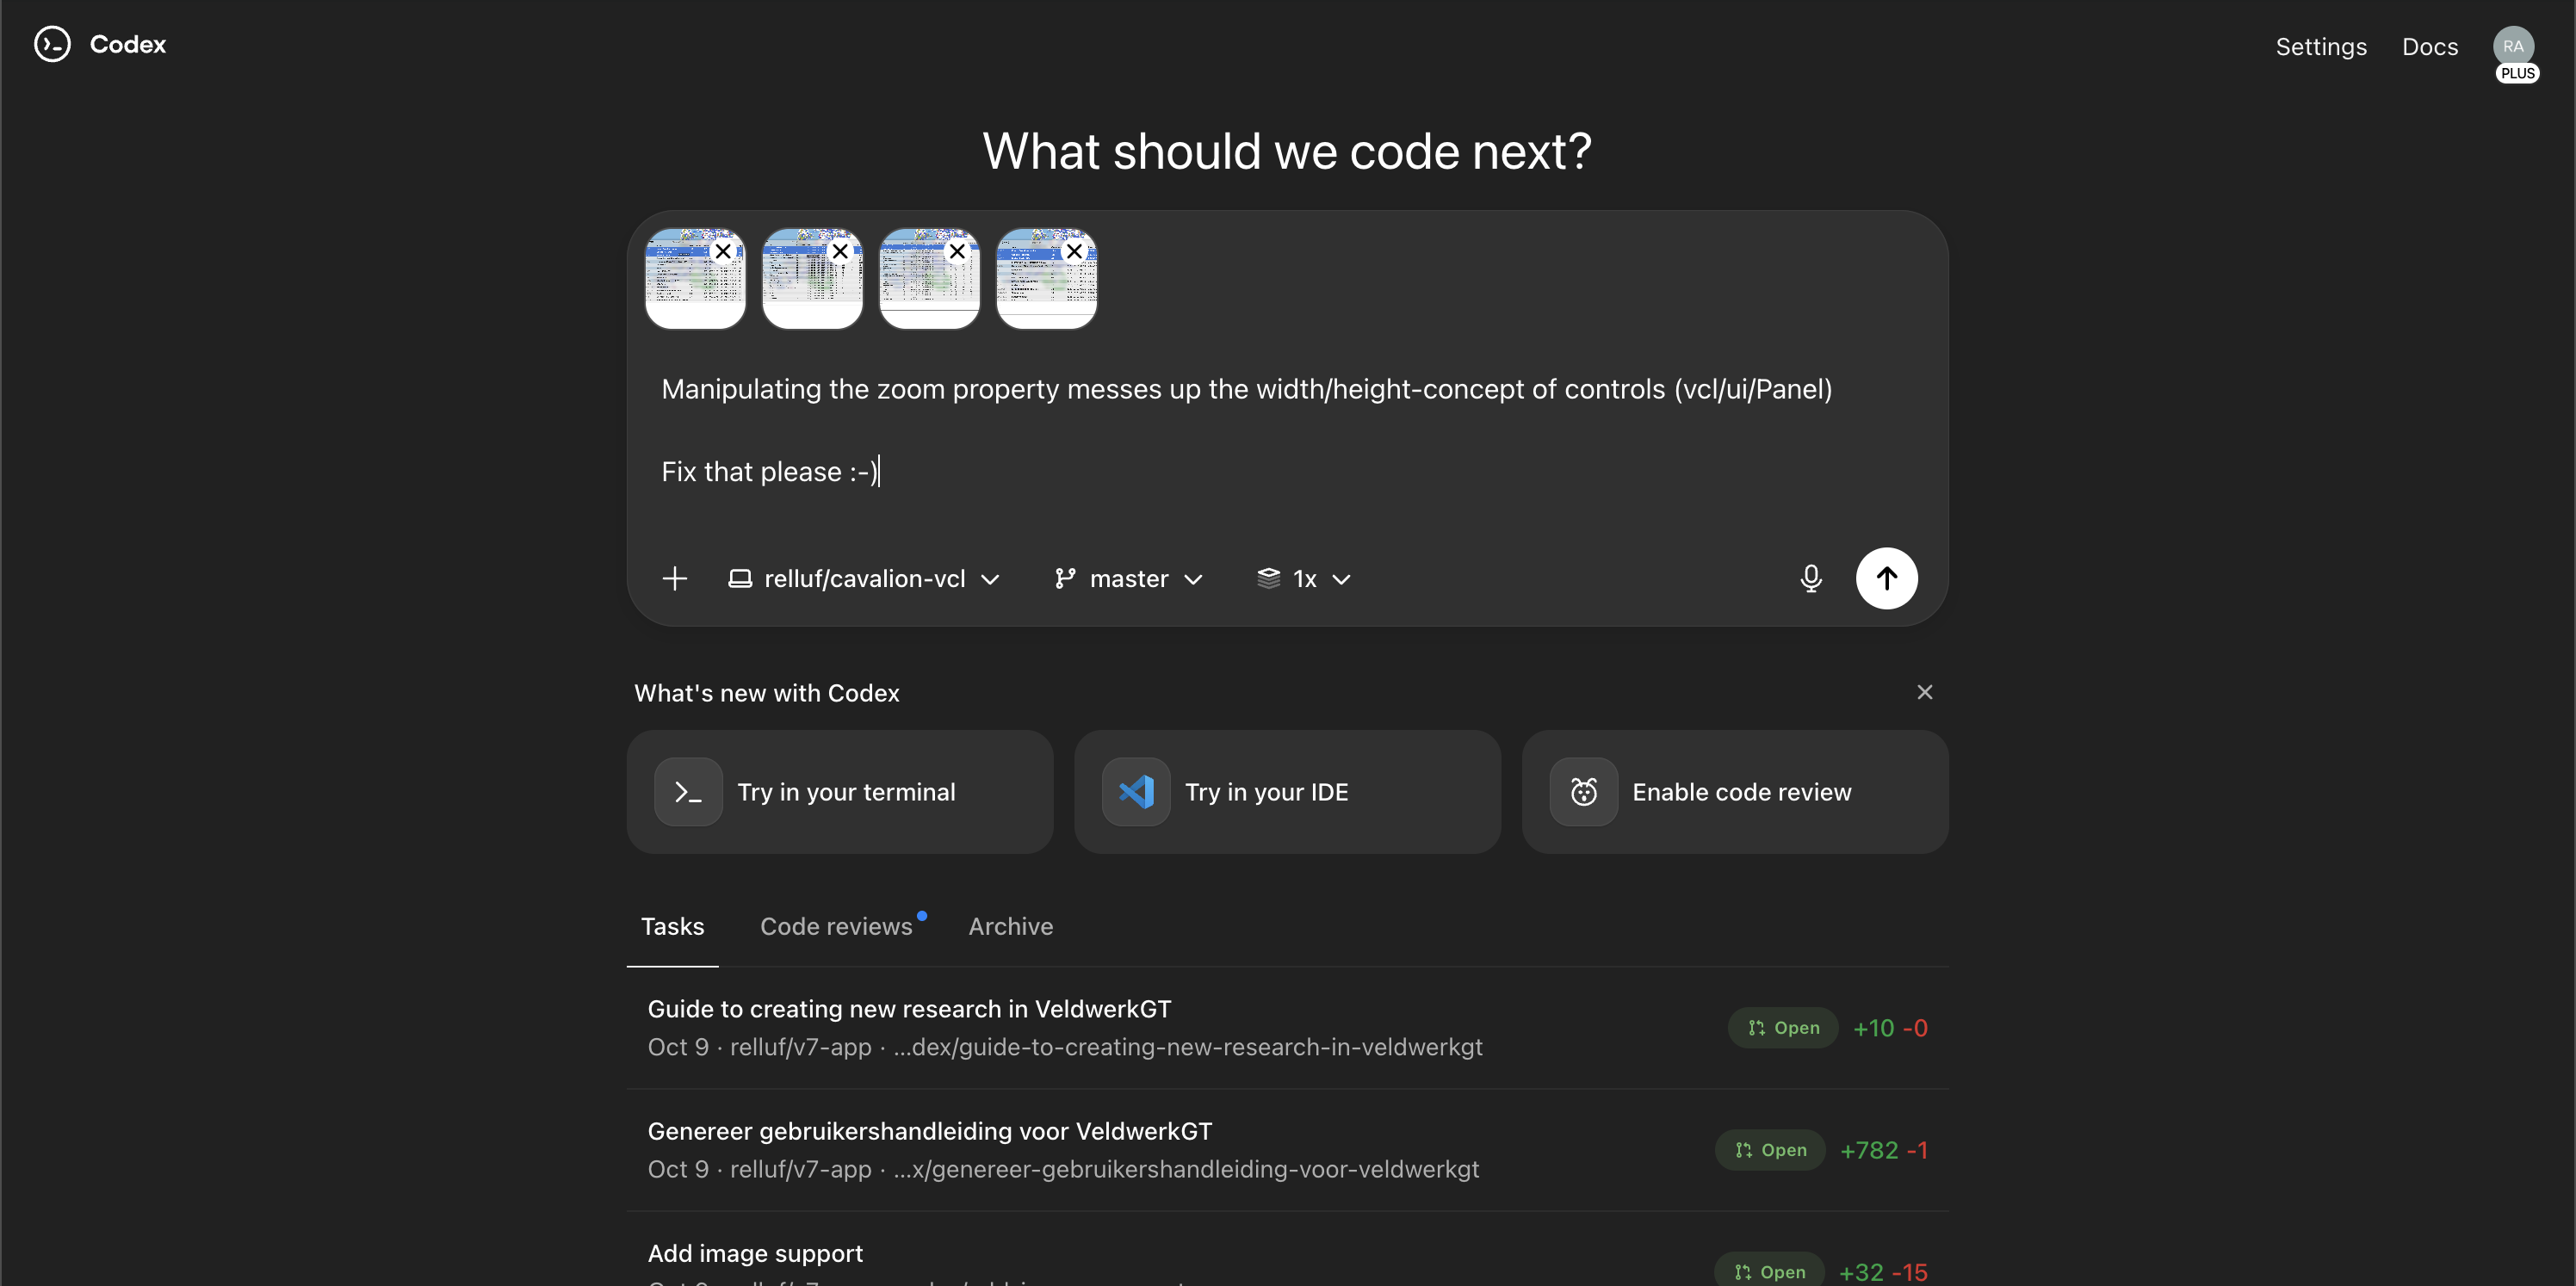 Codex
Settings
Docs
RA
PLUS
What should we code next?
Manipulating the zoom property messes up the width/height-concept of controls (vcl/ui/Panel)
Fix that please :-)
relluf/cavalion-vcl
master
1x
What's new with Codex
Try in your terminal
Try in your IDE
Enable code review
Tasks
Code reviews
Archive
Guide to creating new research in VeldwerkGT
Oct 9 · relluf/v7-app · ...dex/guide-to-creating-new-research-in-veldwerkgt
Open +10 -0
Genereer gebruikershandleiding voor VeldwerkGT
Oct 9 · relluf/v7-app · ...x/genereer-gebruikershandleiding-voor-veldwerkgt
Open +782 -1
Add image support
Open +32 -15